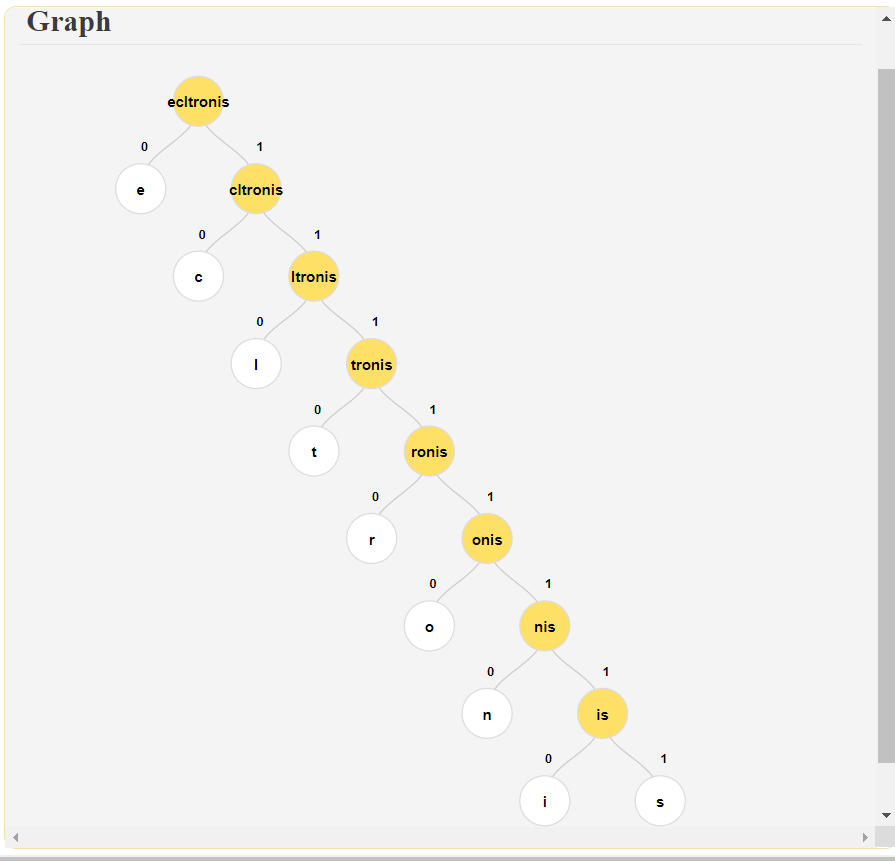 Graph
ecltronis
0 1
e cltronis
0 1
c ltronis
0 1
l tronis
0 1
t ronis
0 1
r onis
0 1
o nis
0 1
n is
0 1
i s